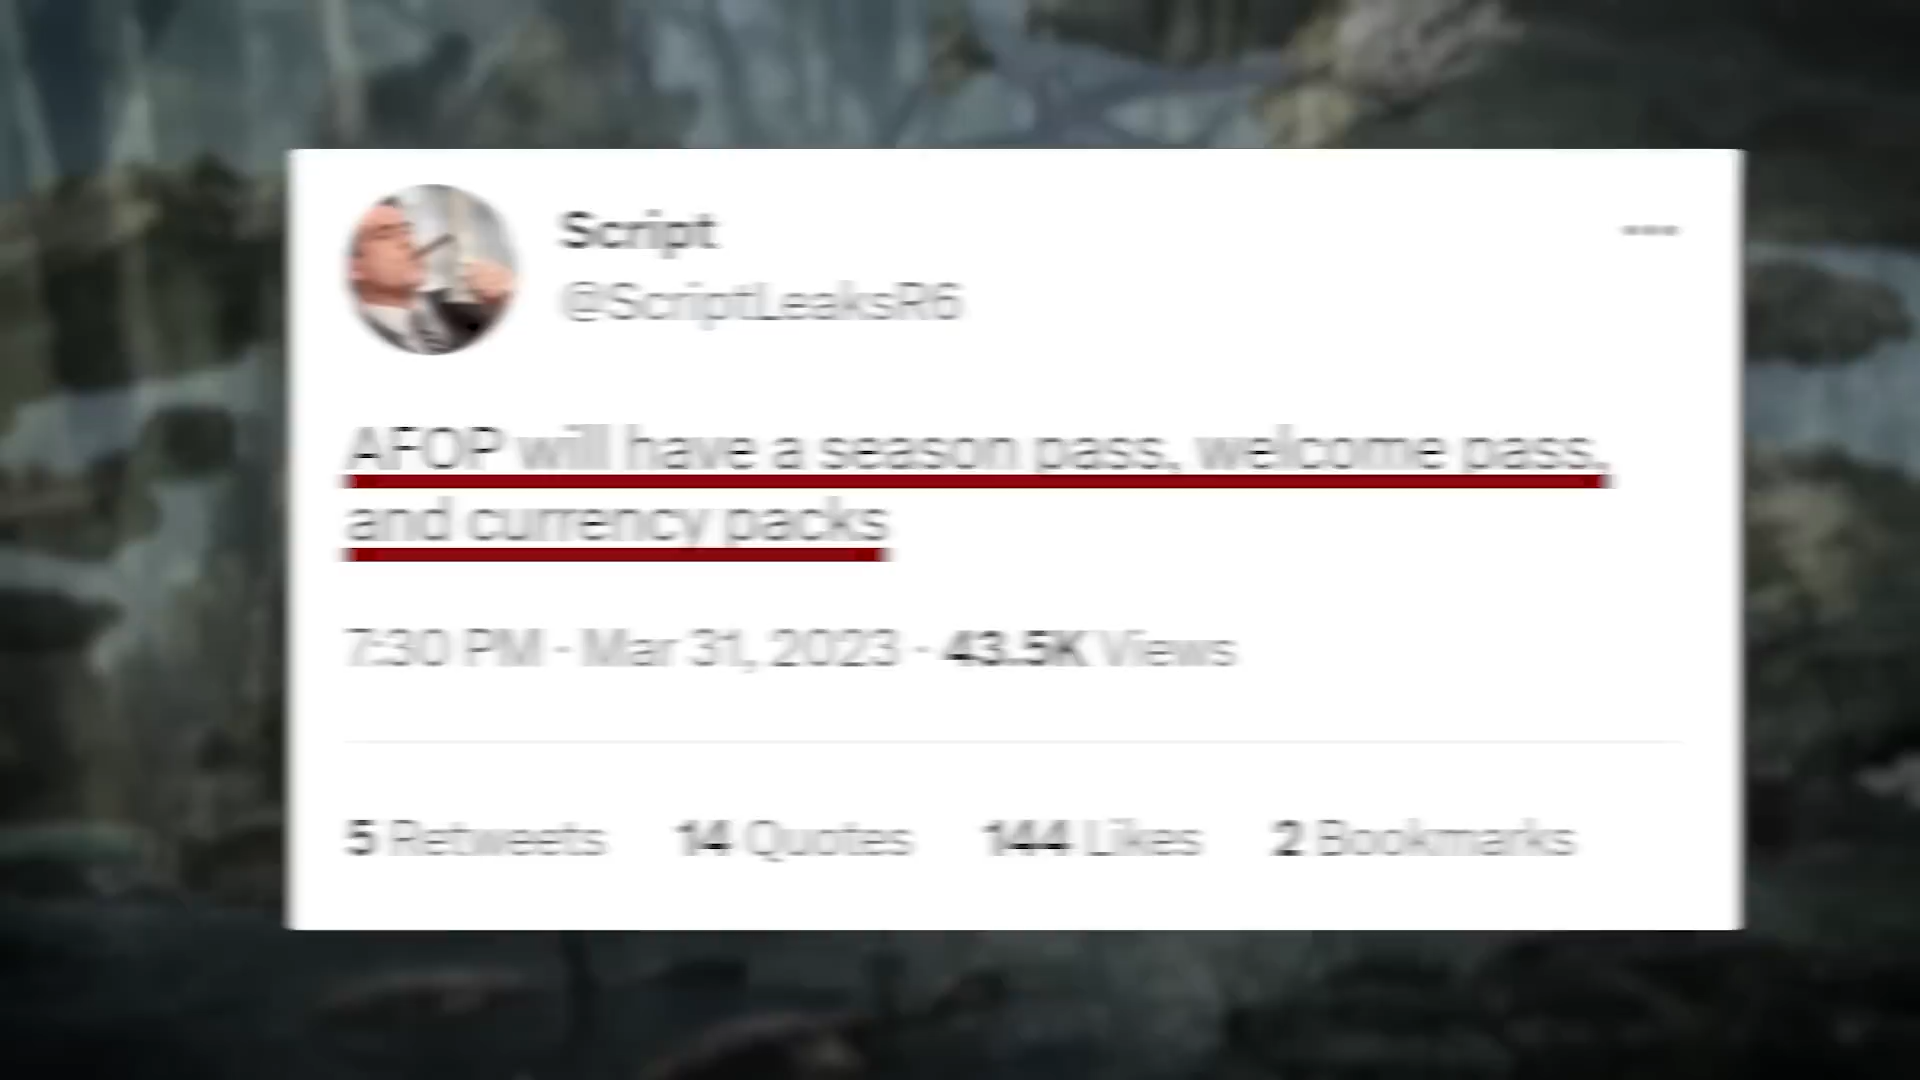 Script
@ScriptLeaksR6
AFOP will have a season pass, welcome pass,
and currency packs
7:30 PM · Mar 31, 2023 · 43.5K Views
5 Retweets 14 Quotes 144 Likes 2 Bookmarks